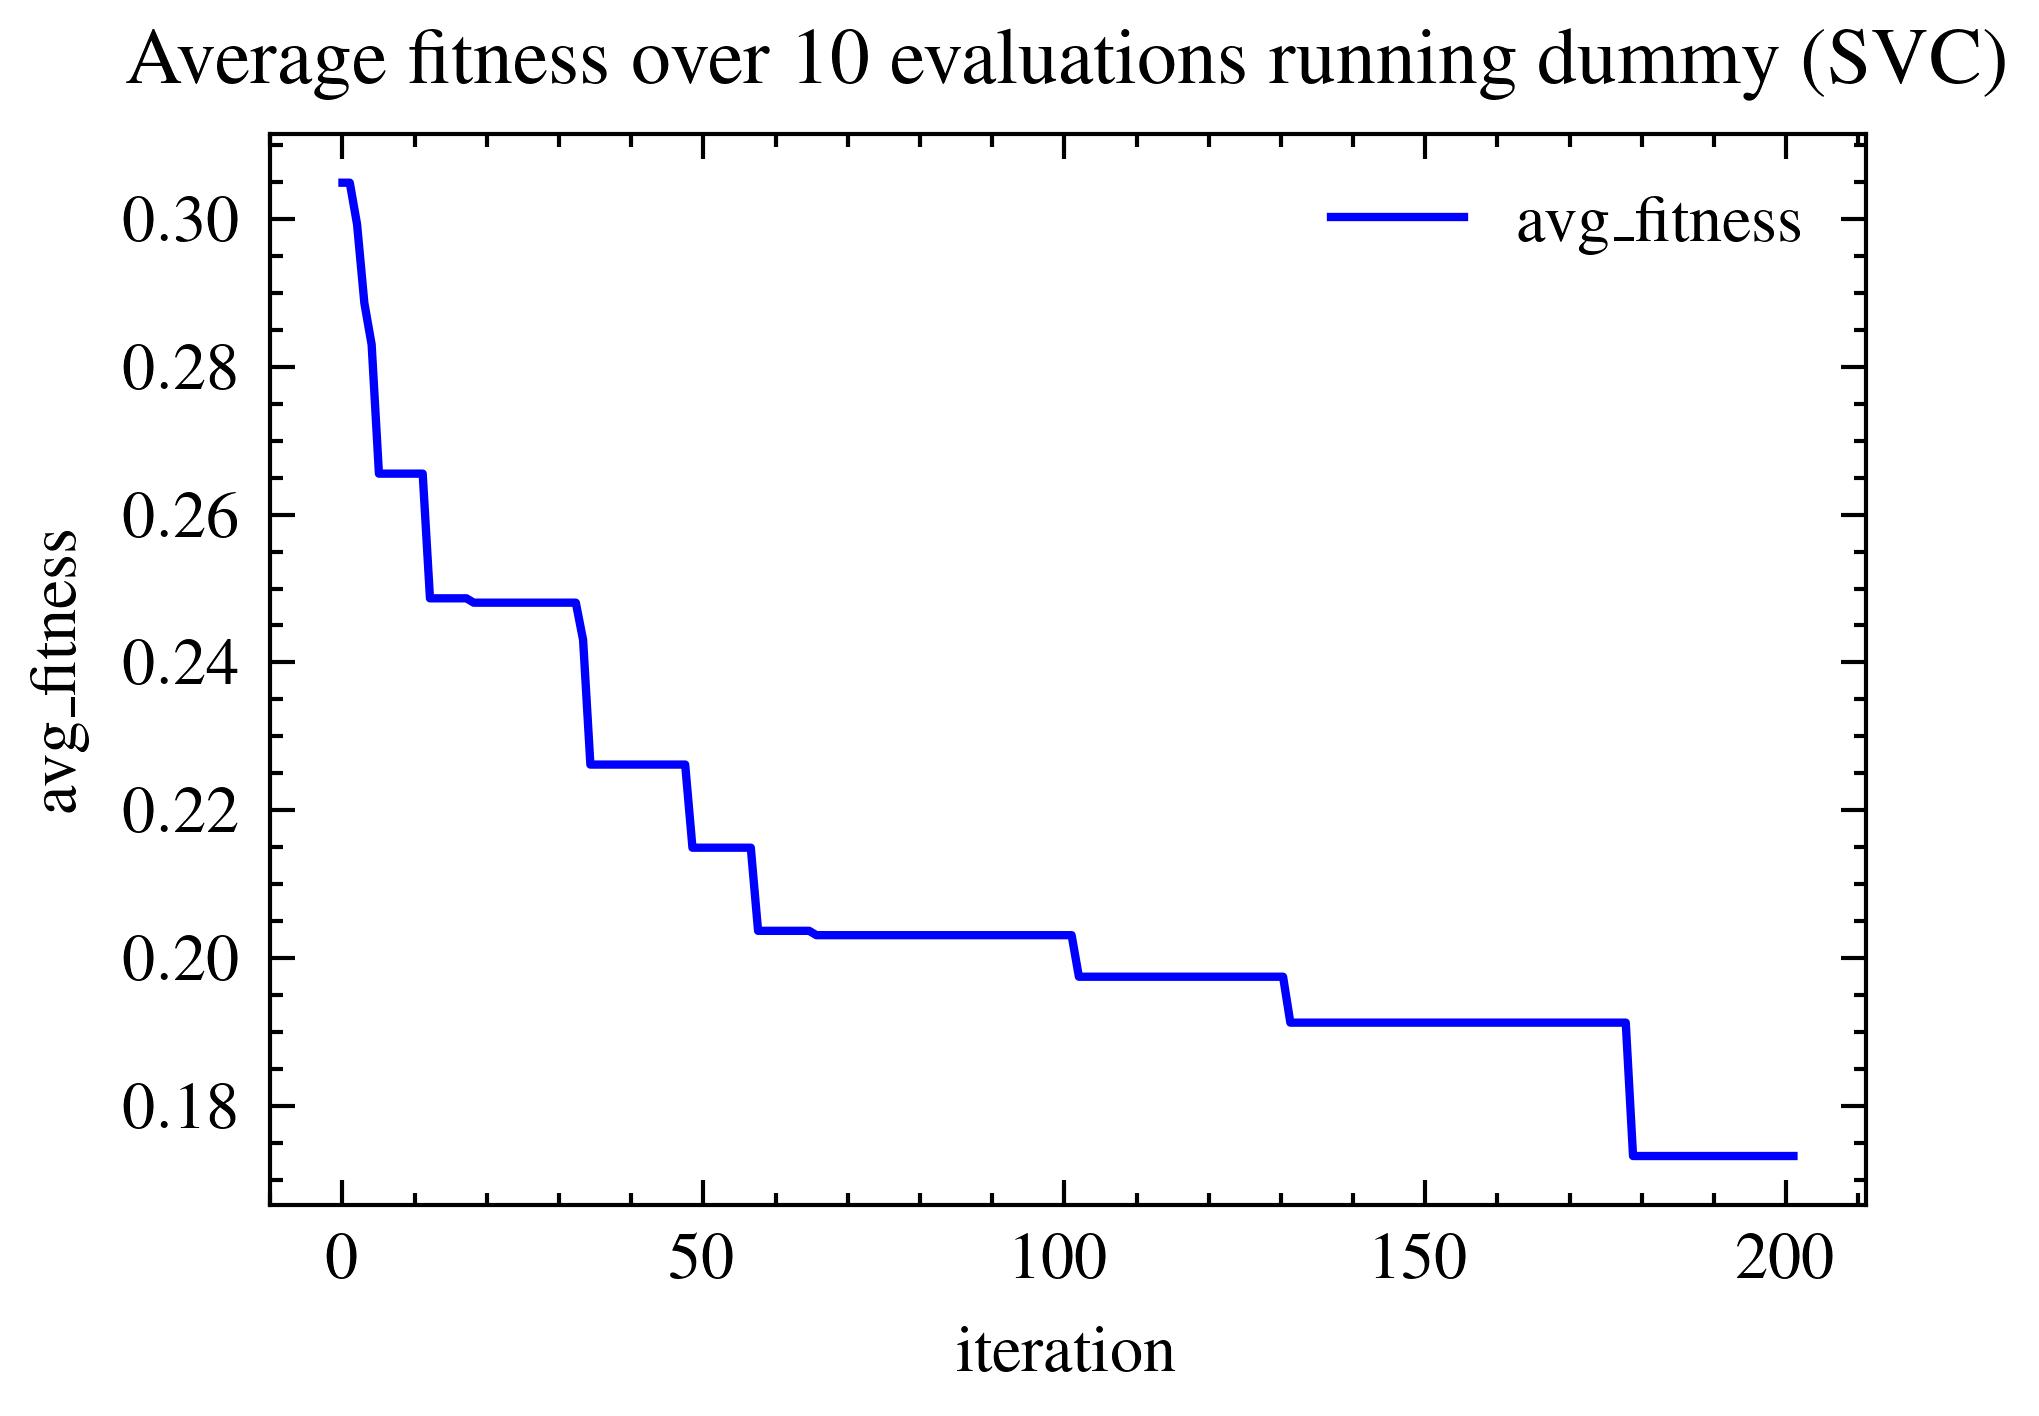 Average fitness over 10 evaluations running dummy (SVC)
avg_fitness
0.30
0.28
0.26
0.24
0.22
0.20
0.18
avg_fitness
0 50 100 150 200
iteration